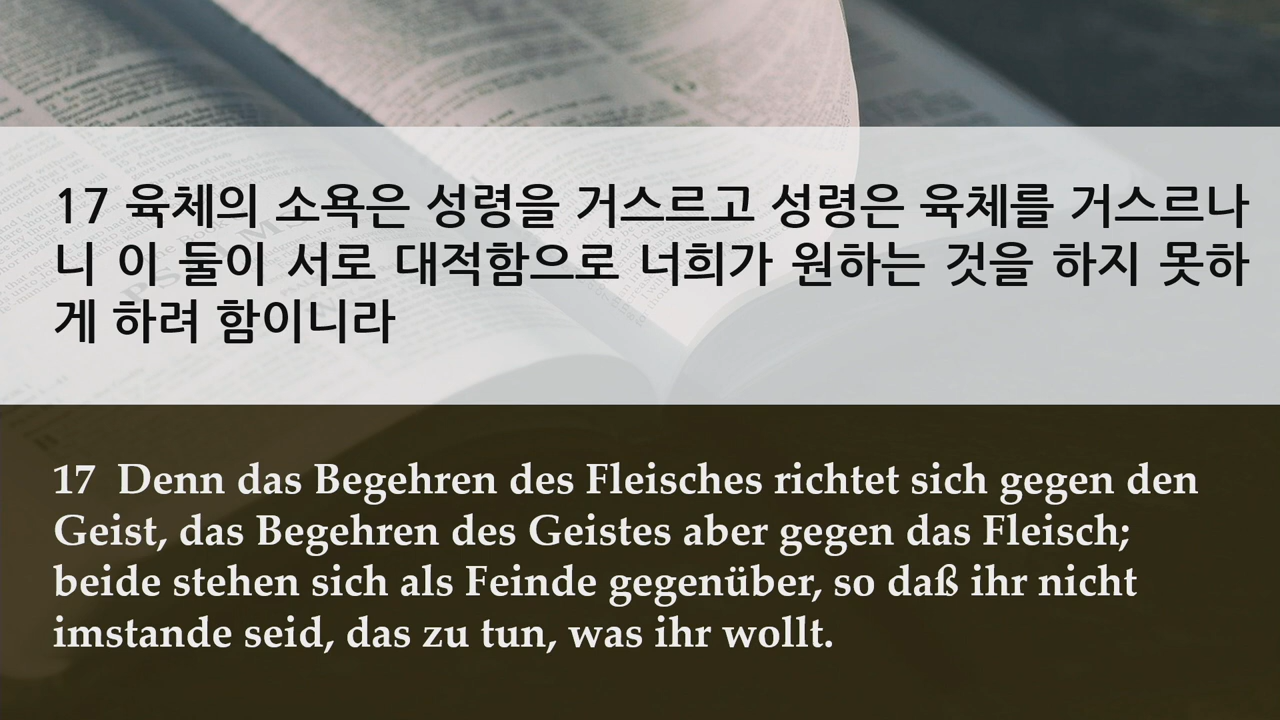 17 육체의 소욕은 성령을 거스르고 성령은 육체를 거스르나
니 이 둘이 서로 대적함으로 너희가 원하는 것을 하지 못하
게 하려 함이니라
17 Denn das Begehren des Fleisches richtet sich gegen den
Geist, das Begehren des Geistes aber gegen das Fleisch;
beide stehen sich als Feinde gegenüber, so daß ihr nicht
imstande seid, das zu tun, was ihr wollt.